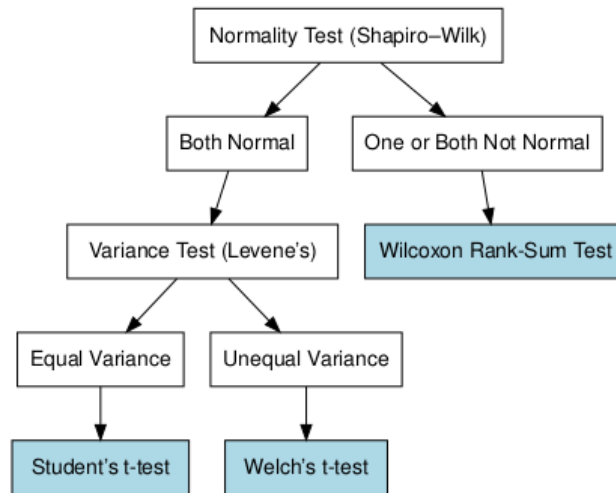 Normality Test (Shapiro–Wilk)
Both Normal
One or Both Not Normal
Variance Test (Levene's)
Wilcoxon Rank-Sum Test
Equal Variance
Unequal Variance
Student's t-test
Welch's t-test